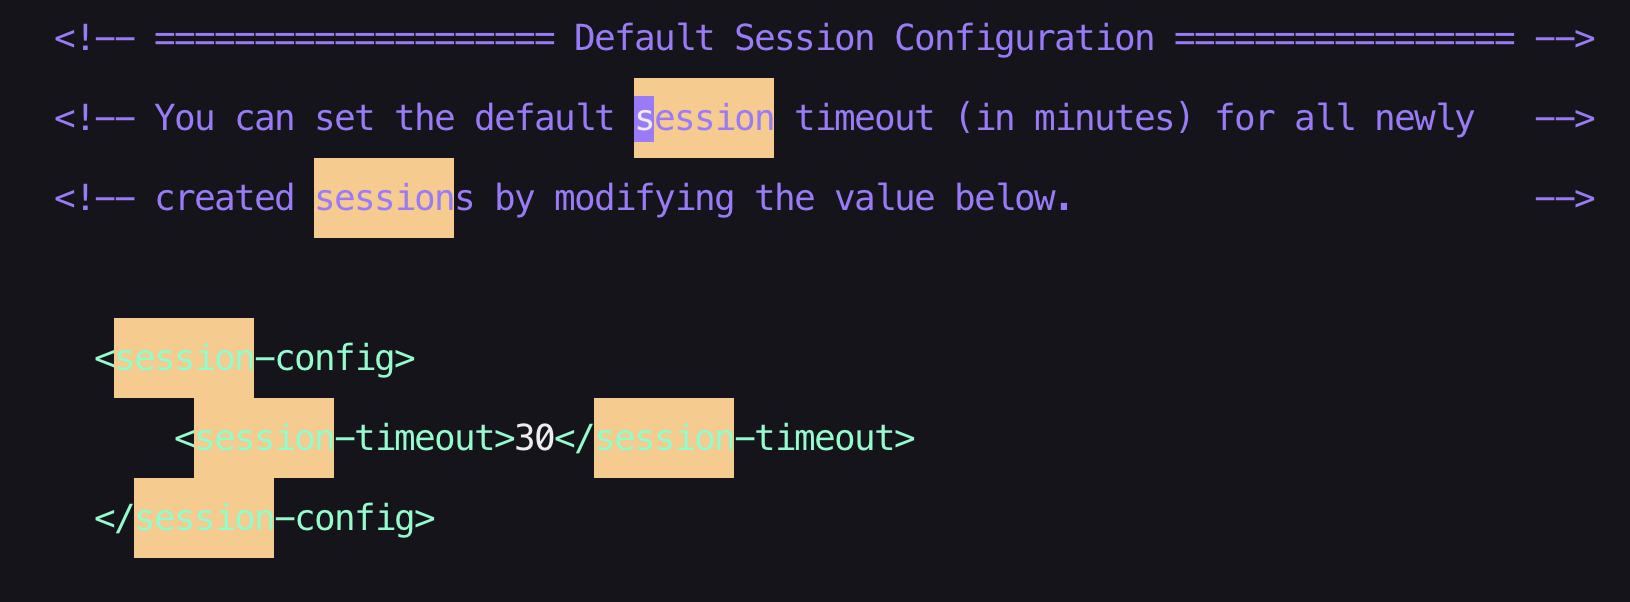 <!-- ==================== Default Session Configuration ================= -->
<!-- You can set the default session timeout (in minutes) for all newly   -->
<!-- created sessions by modifying the value below.                       -->
<session-config>
<session-timeout>30</session-timeout>
</session-config>